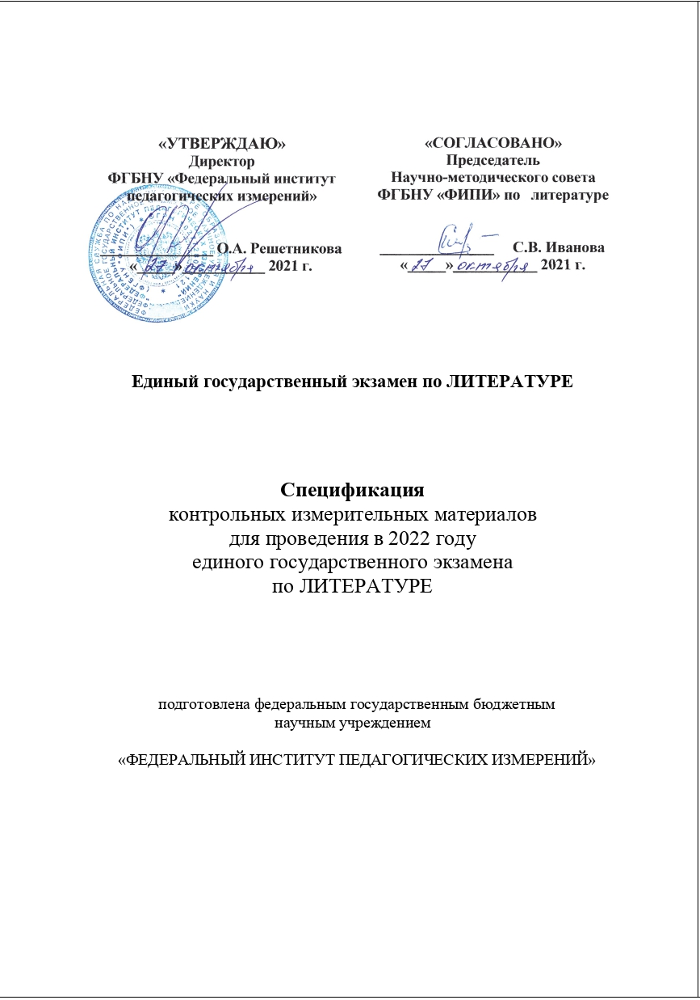 «УТВЕРЖДАЮ»
Директор
ФГБНУ «Федеральный институт
педагогических измерений»
О.А. Решетникова
«27» октября 2021 г.
«СОГЛАСОВАНО»
Председатель
Научно-методического совета
ФГБНУ «ФИПИ» по литературе
С.В. Иванова
«27» октября 2021 г.
Единый государственный экзамен по ЛИТЕРАТУРЕ
Спецификация
контрольных измерительных материалов
для проведения в 2022 году
единого государственного экзамена
по ЛИТЕРАТУРЕ
подготовлена федеральным государственным бюджетным
научным учреждением
«ФЕДЕРАЛЬНЫЙ ИНСТИТУТ ПЕДАГОГИЧЕСКИХ ИЗМЕРЕНИЙ»